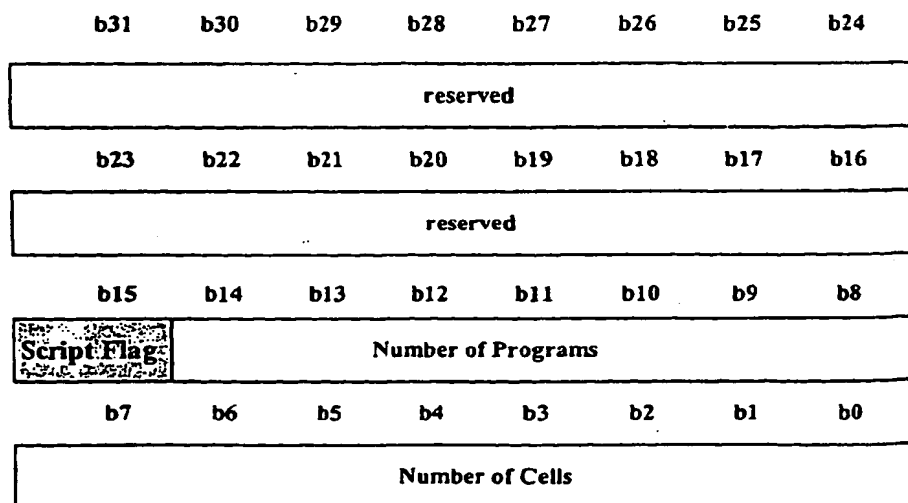 b31 b30 b29 b28 b27 b26 b25 b24
reserved
b23 b22 b21 b20 b19 b18 b17 b16
reserved
b15 b14 b13 b12 b11 b10 b9 b8
Script Flag Number of Programs
b7 b6 b5 b4 b3 b2 b1 b0
Number of Cells